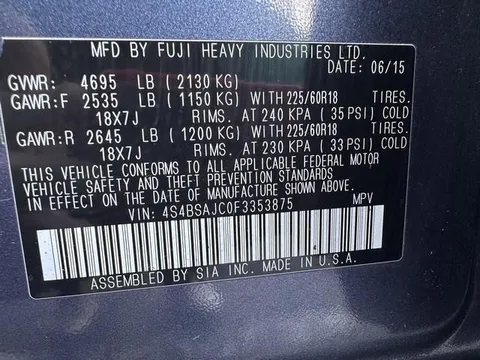 MFD BY FUJI HEAVY INDUSTRIES LTD.
DATE: 06/15
GVWR: 4695 LB (2130 KG)
GAWR:F 2535 LB (1150 KG) WITH 225/60R18 TIRES.
18X7J RIMS. AT 240 KPA (35 PSI) COLD
GAWR:R 2645 LB (1200 KG) WITH 225/60R18 TIRES.
18X7J RIMS. AT 230 KPA (33 PSI) COLD
THIS VEHICLE CONFORMS TO ALL APPLICABLE FEDERAL MOTOR
VEHICLE SAFETY AND THEFT PREVENTION STANDARDS
IN EFFECT ON THE DATE OF MANUFACTURE SHOWN ABOVE.
VIN: 4S4BSAJC0F3353875 MPV
ASSEMBLED BY SIA INC. MADE IN U.S.A.